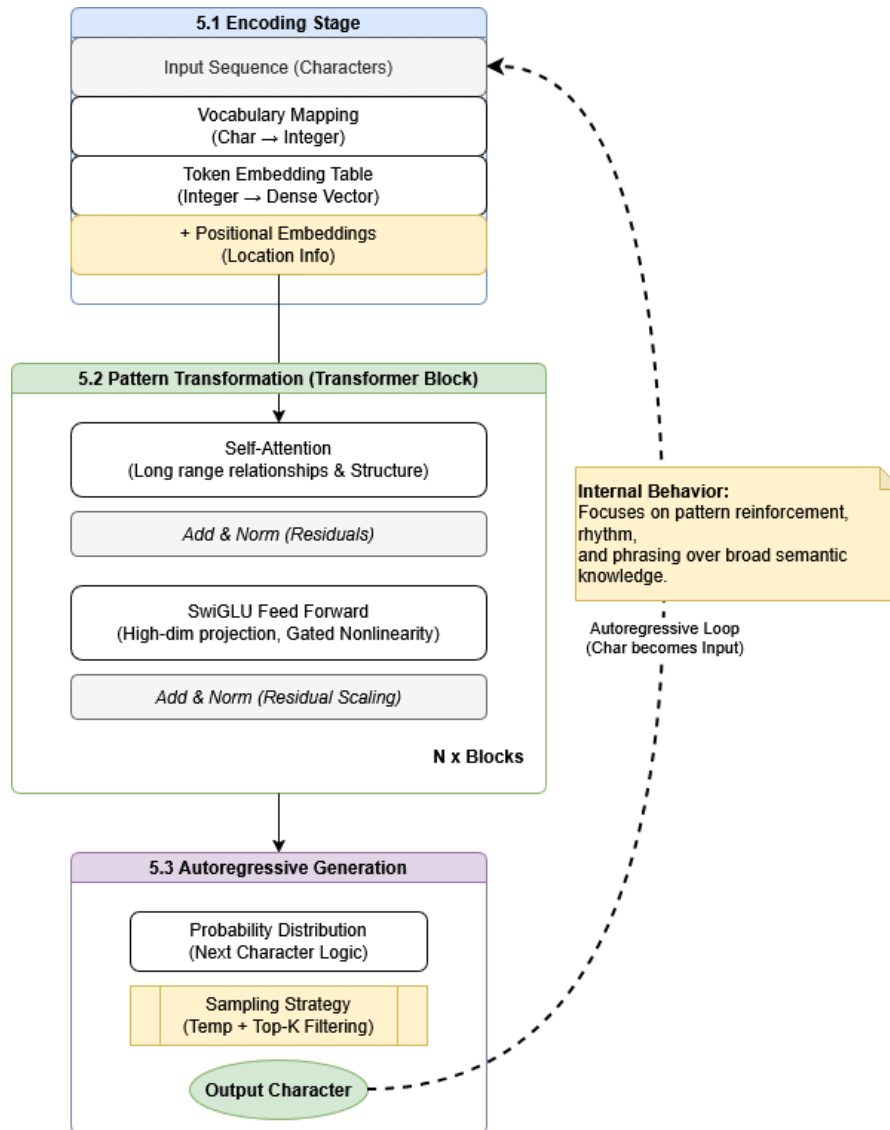 5.1 Encoding Stage
Input Sequence (Characters)
Vocabulary Mapping
(Char → Integer)
Token Embedding Table
(Integer → Dense Vector)
+ Positional Embeddings
(Location Info)
5.2 Pattern Transformation (Transformer Block)
Self-Attention
(Long range relationships & Structure)
Add & Norm (Residuals)
SwiGLU Feed Forward
(High-dim projection, Gated Nonlinearity)
Add & Norm (Residual Scaling)
N x Blocks
Internal Behavior:
Focuses on pattern reinforcement,
rhythm,
and phrasing over broad semantic
knowledge.
Autoregressive Loop
(Char becomes Input)
5.3 Autoregressive Generation
Probability Distribution
(Next Character Logic)
Sampling Strategy
(Temp + Top-K Filtering)
Output Character